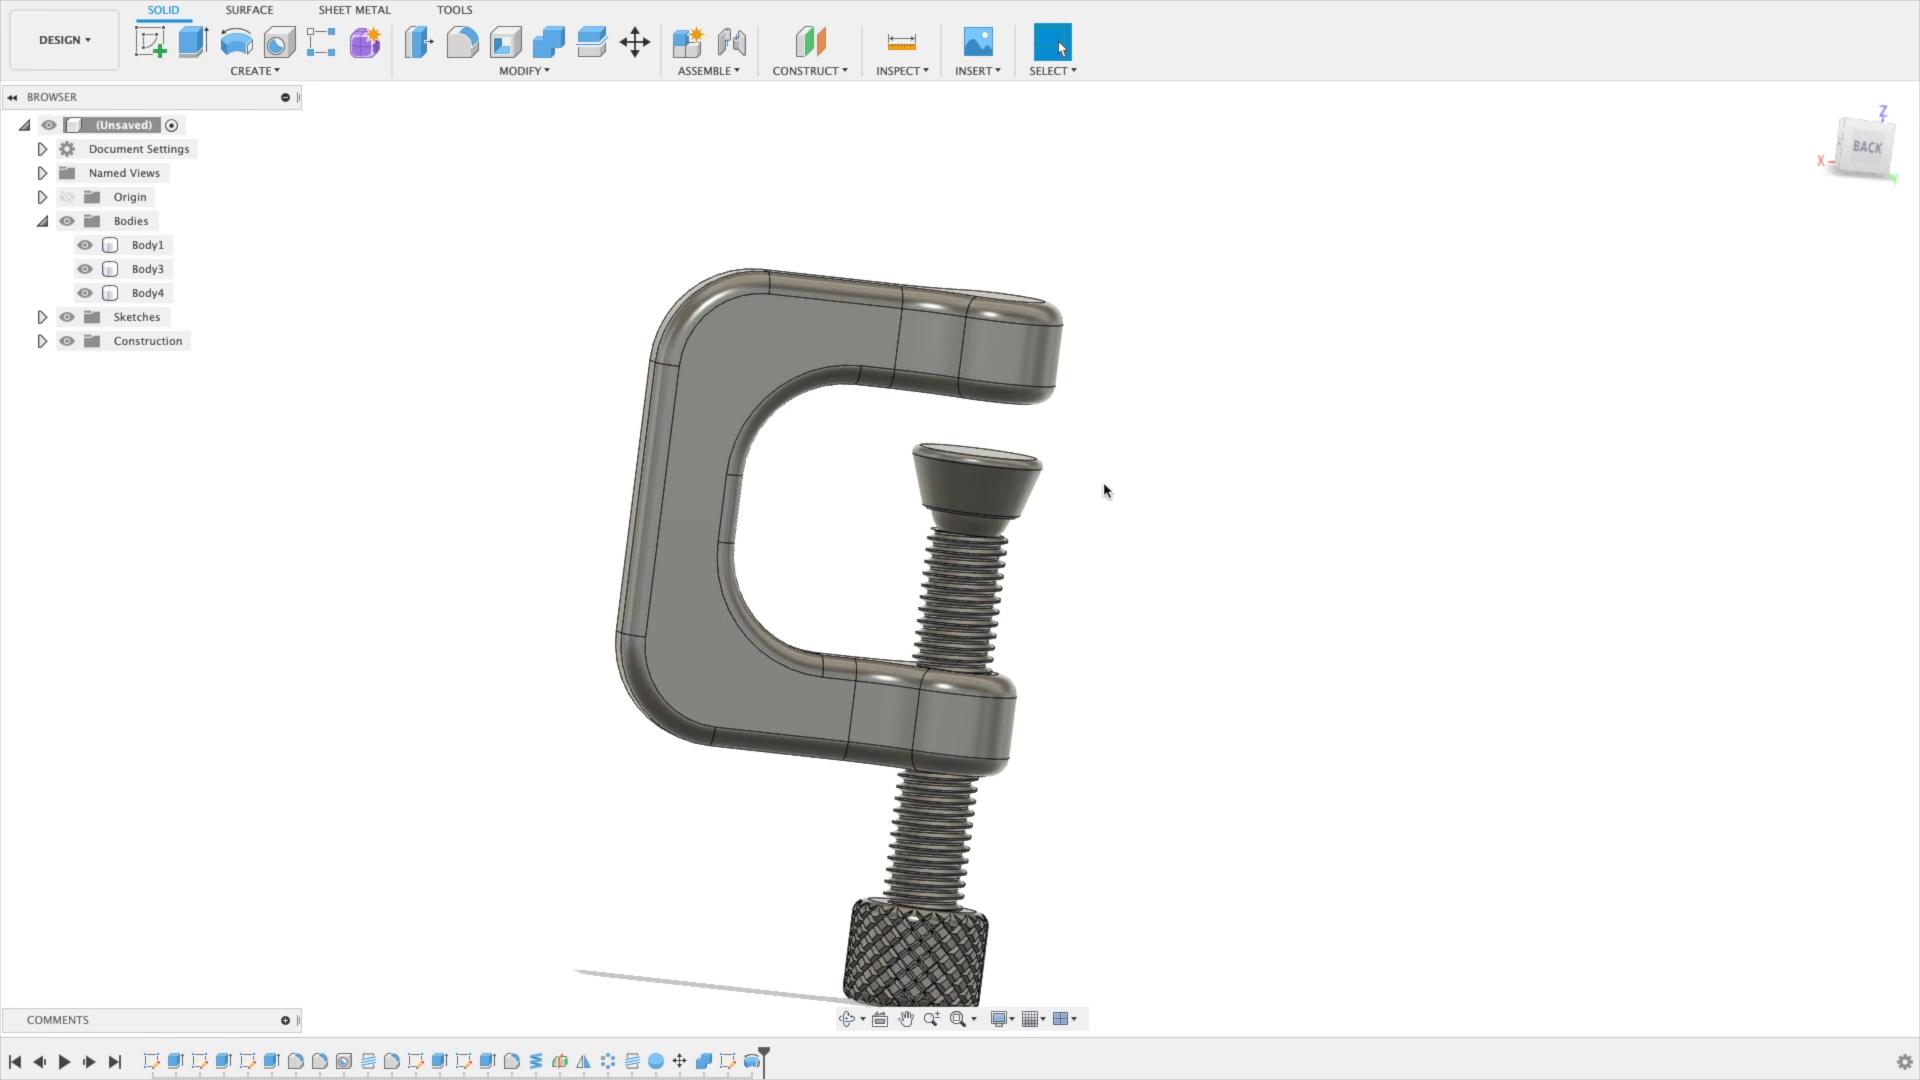 SOLID SURFACE SHEET METAL TOOLS
DESIGN
CREATE MODIFY ASSEMBLE CONSTRUCT INSPECT INSERT SELECT
BROWSER
(Unsaved)
Document Settings
Named Views
Origin
Bodies
Body1
Body3
Body4
Sketches
Construction
Z
BACK
X
COMMENTS